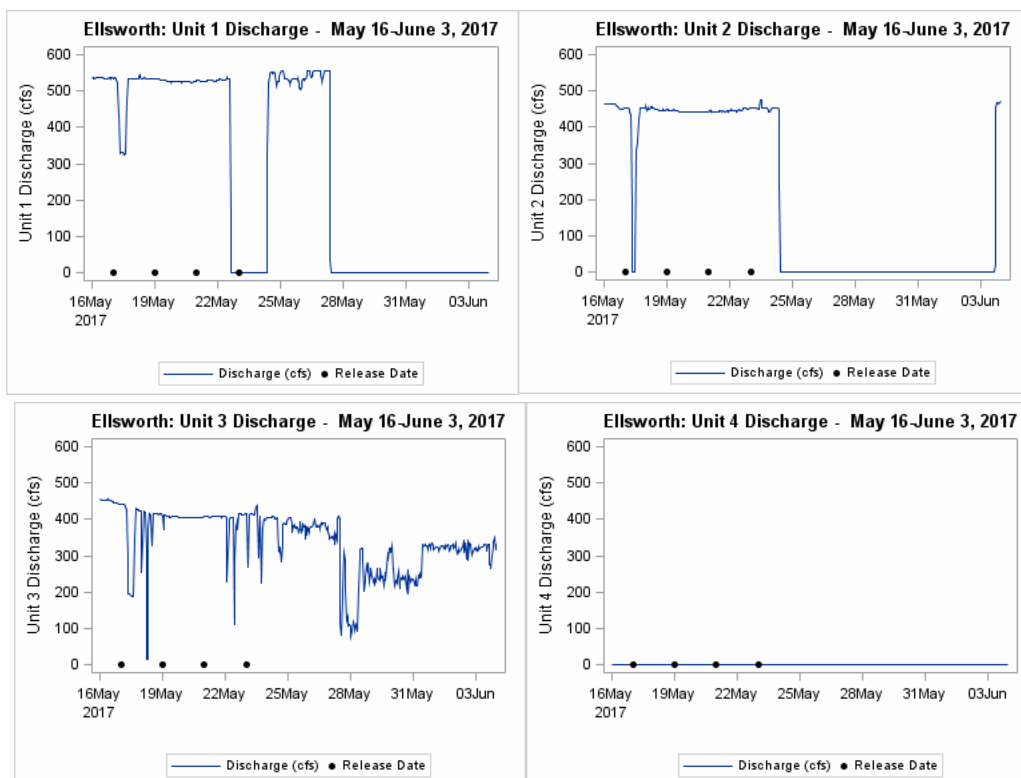 Ellsworth: Unit 1 Discharge - May 16-June 3, 2017
Unit 1 Discharge (cfs)
600
500
400
300
200
100
0
16May 19May 22May 25May 28May 31May 03Jun
2017
Discharge (cfs) Release Date
Ellsworth: Unit 2 Discharge - May 16-June 3, 2017
Unit 2 Discharge (cfs)
600
500
400
300
200
100
0
16May 19May 22May 25May 28May 31May 03Jun
2017
Discharge (cfs) Release Date
Ellsworth: Unit 3 Discharge - May 16-June 3, 2017
Unit 3 Discharge (cfs)
600
500
400
300
200
100
0
16May 19May 22May 25May 28May 31May 03Jun
2017
Discharge (cfs) Release Date
Ellsworth: Unit 4 Discharge - May 16-June 3, 2017
Unit 4 Discharge (cfs)
600
500
400
300
200
100
0
16May 19May 22May 25May 28May 31May 03Jun
2017
Discharge (cfs) Release Date